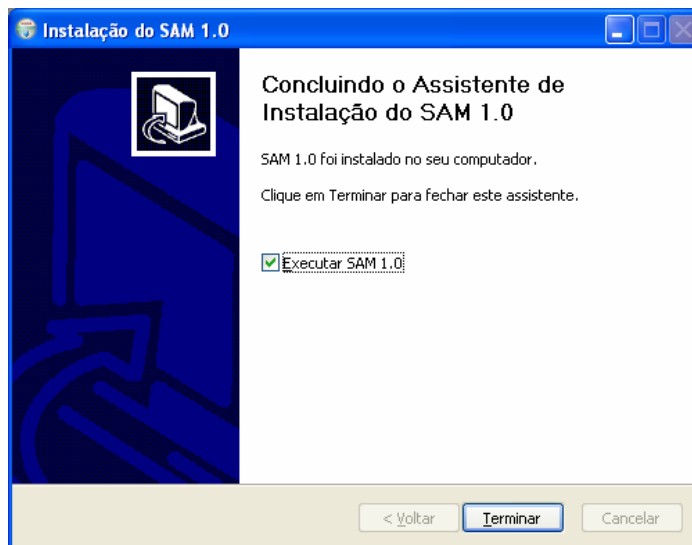 Instalação do SAM 1.0
Concluindo o Assistente de
Instalação do SAM 1.0
SAM 1.0 foi instalado no seu computador.
Clique em Terminar para fechar este assistente.
Executar SAM 1.0
< Voltar
Terminar
Cancelar